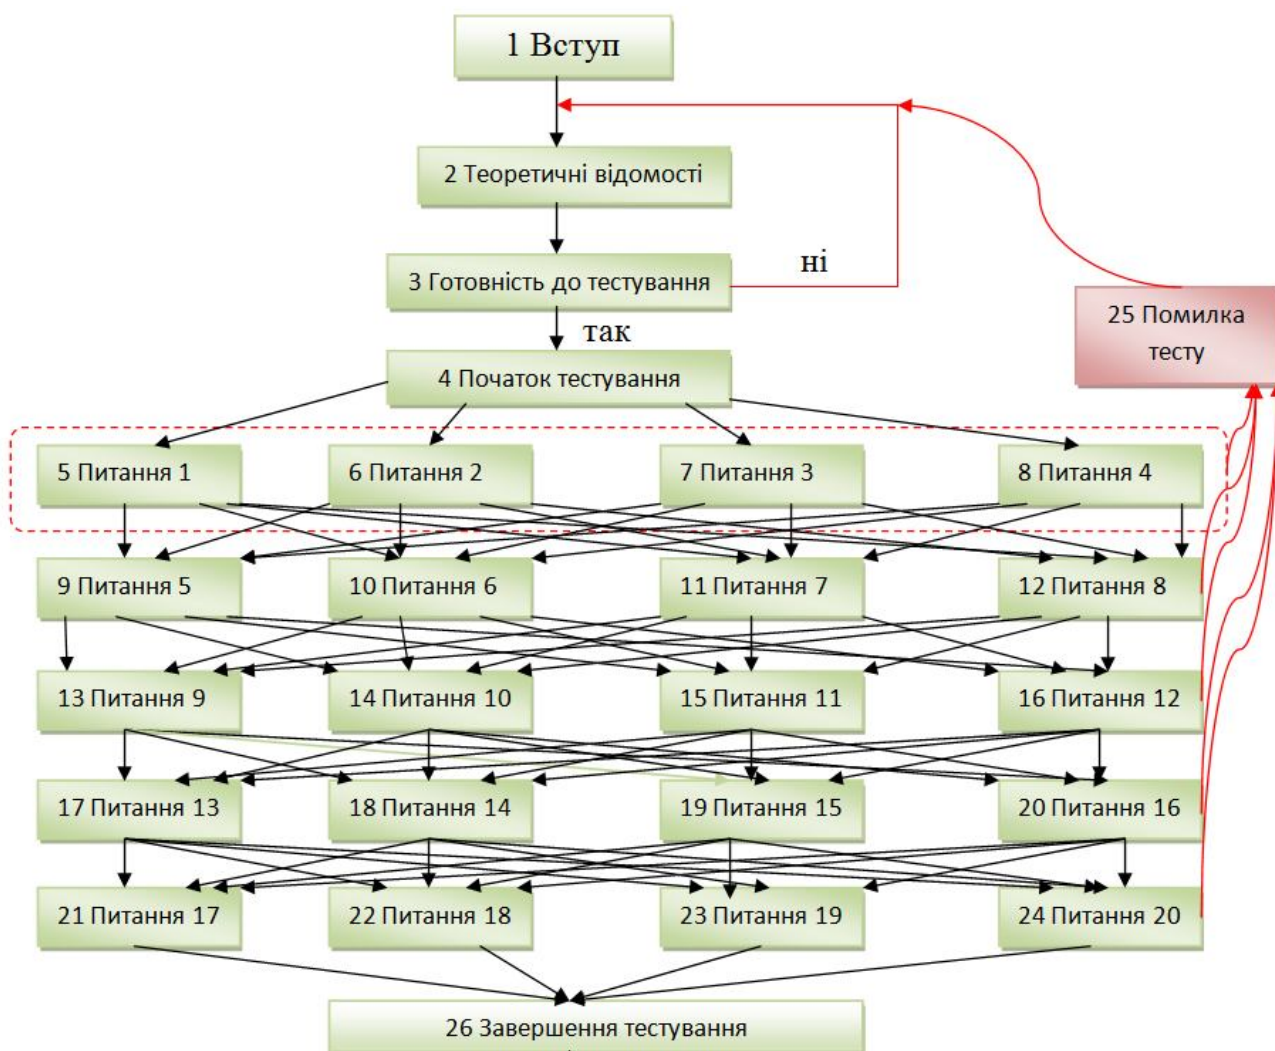 1 Вступ
2 Теоретичні відомості
3 Готовність до тестування
ні
так
25 Помилка
тесту
4 Початок тестування
5 Питання 1
6 Питання 2
7 Питання 3
8 Питання 4
9 Питання 5
10 Питання 6
11 Питання 7
12 Питання 8
13 Питання 9
14 Питання 10
15 Питання 11
16 Питання 12
17 Питання 13
18 Питання 14
19 Питання 15
20 Питання 16
21 Питання 17
22 Питання 18
23 Питання 19
24 Питання 20
26 Завершення тестування